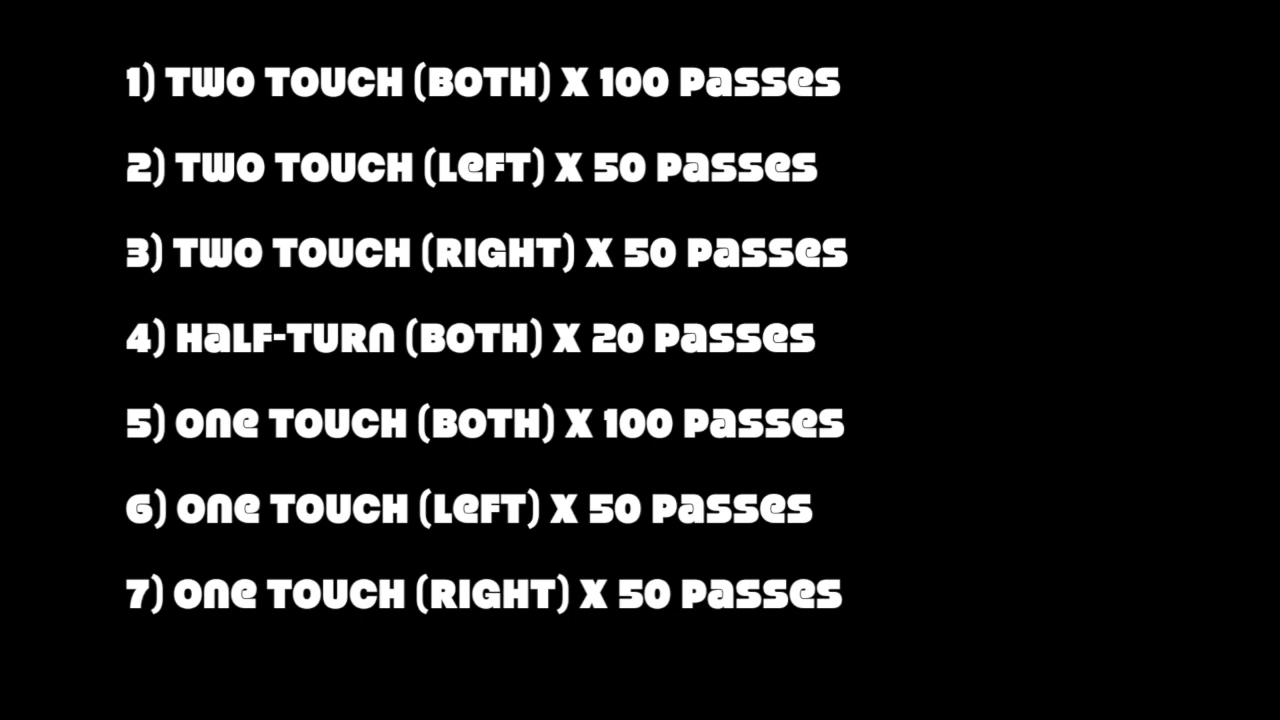 1) TWO TOUCH (BOTH) X 100 PASSES
2) TWO TOUCH (LEFT) X 50 PASSES
3) TWO TOUCH (RIGHT) X 50 PASSES
4) HALF-TURN (BOTH) X 20 PASSES
5) ONE TOUCH (BOTH) X 100 PASSES
6) ONE TOUCH (LEFT) X 50 PASSES
7) ONE TOUCH (RIGHT) X 50 PASSES